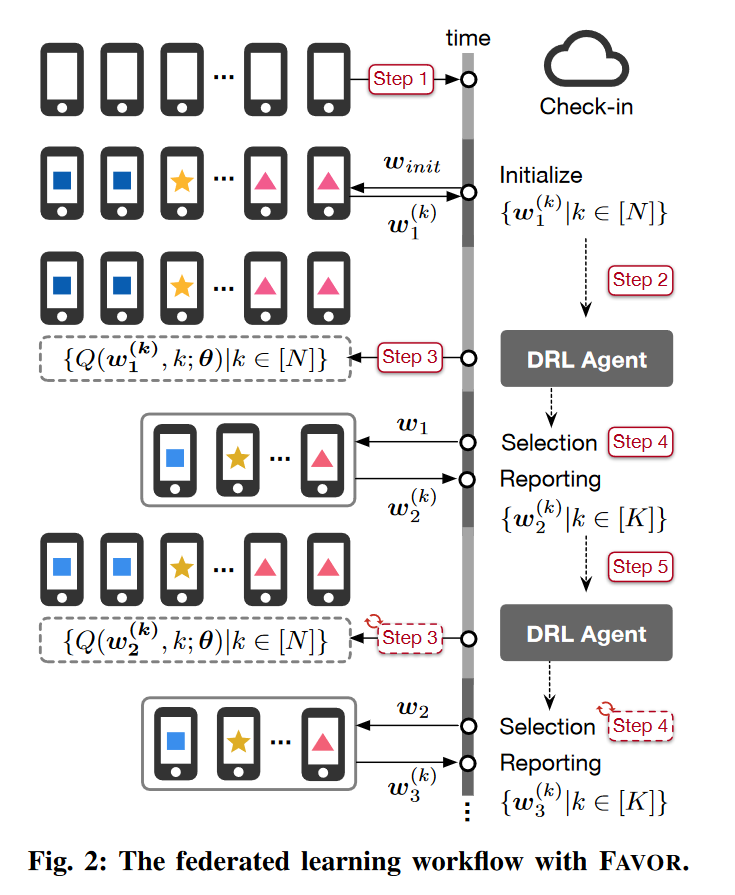 time
Step 1
Check-in
w_{init}
Initialize
w_1^{(k)}
{w_1^{(k)}|k ∈ [N]}
Step 2
{Q(w_1^{(k)}, k; θ)|k ∈ [N]}
Step 3
DRL Agent
w_1
Selection
Step 4
Reporting
w_2^{(k)}
{w_2^{(k)}|k ∈ [K]}
Step 5
{Q(w_2^{(k)}, k; θ)|k ∈ [N]}
Step 3
DRL Agent
w_2
Selection
Step 4
Reporting
w_3^{(k)}
{w_3^{(k)}|k ∈ [K]}
Fig. 2: The federated learning workflow with FAVOR.